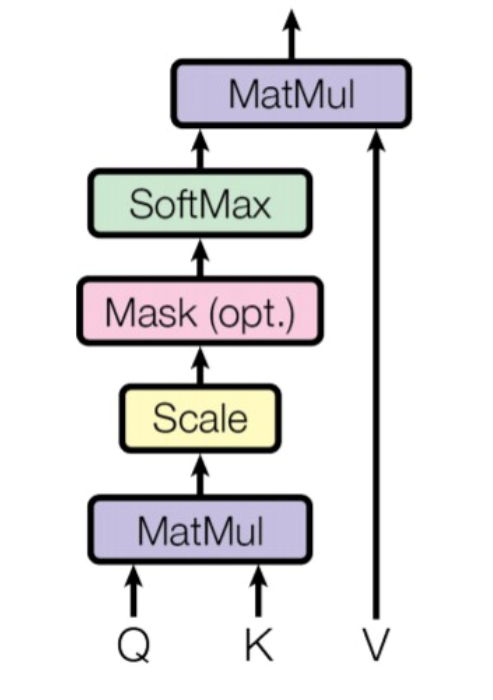 MatMul
SoftMax
Mask (opt.)
Scale
MatMul
Q K V